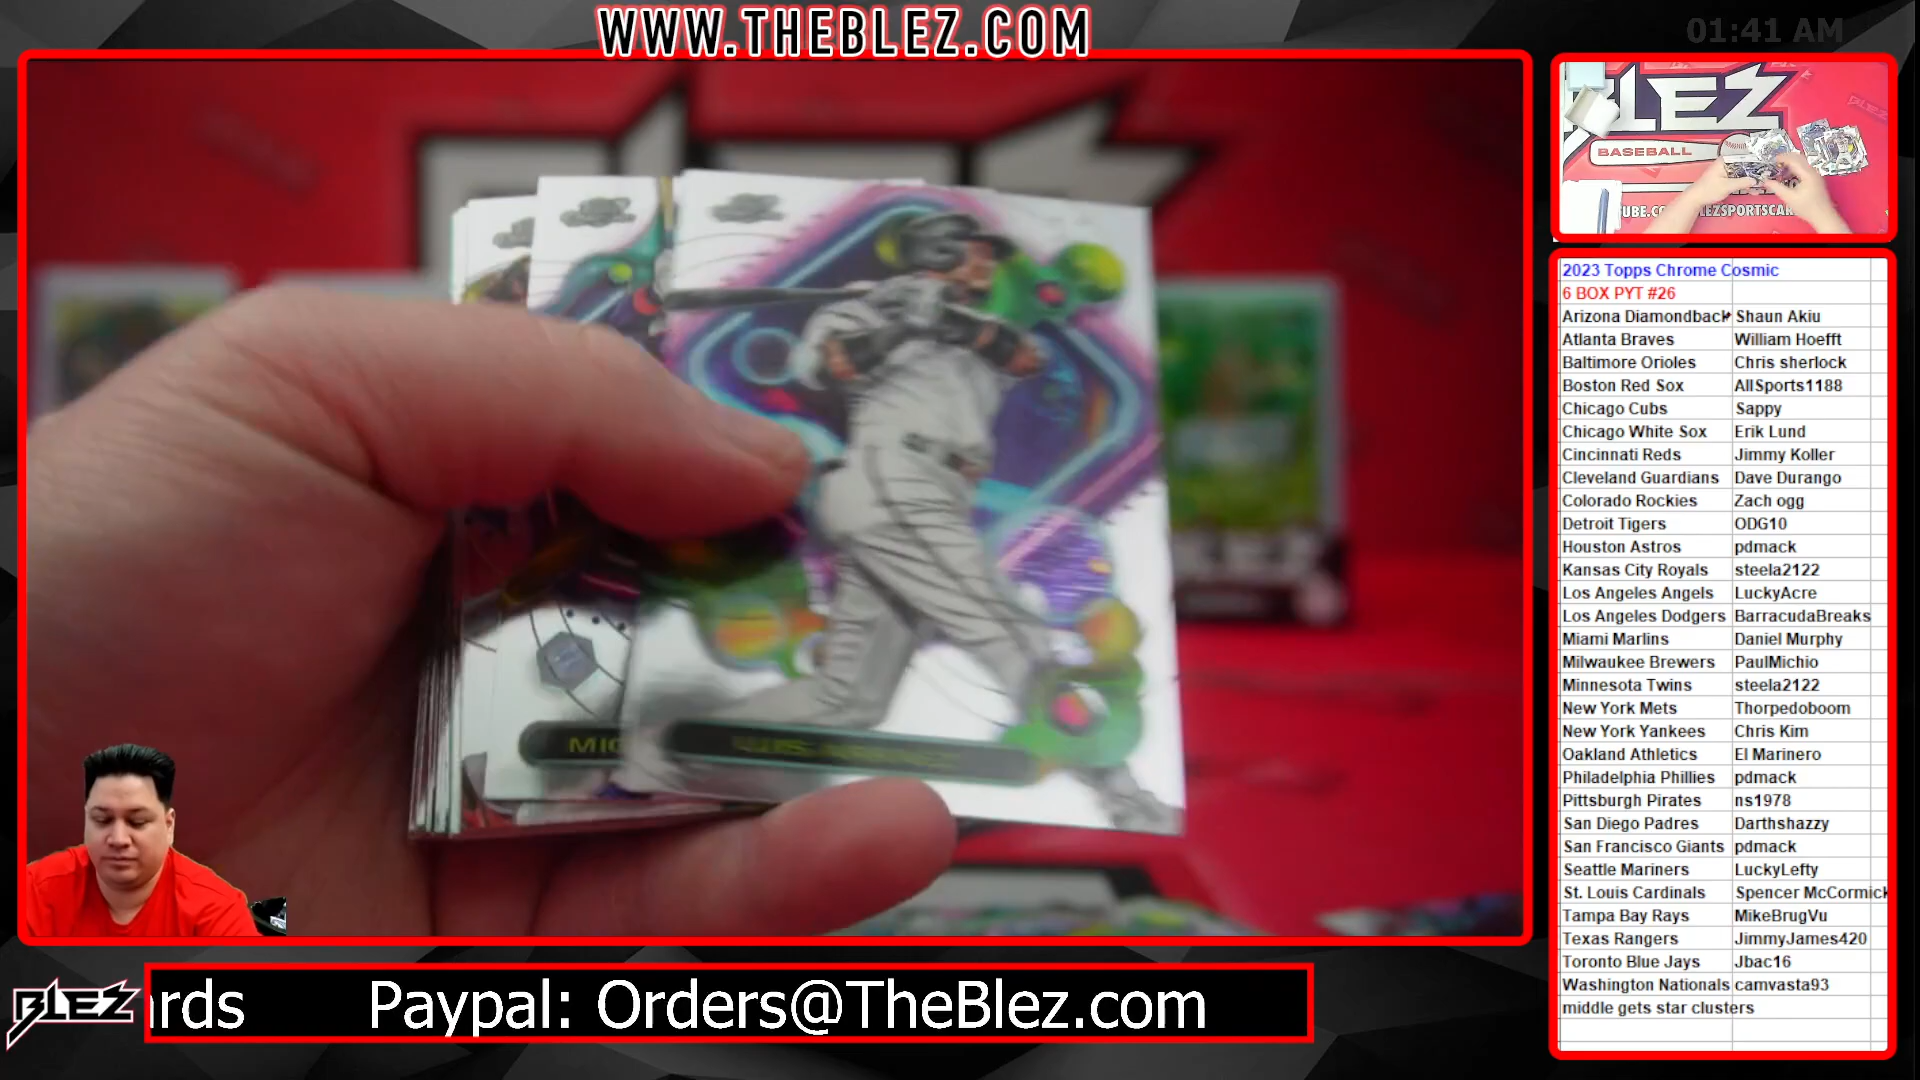 WWW.THEBLEZ.COM
01:41 AM
BLEZ
BASEBALL
2023 Topps Chrome Cosmic
6 BOX PYT #26
Arizona Diamondback Shaun Akiu
Atlanta Braves William Hoefft
Baltimore Orioles Chris sherlock
Boston Red Sox AllSports1188
Chicago Cubs Sappy
Chicago White Sox Erik Lund
Cincinnati Reds Jimmy Koller
Cleveland Guardians Dave Durango
Colorado Rockies Zach ogg
Detroit Tigers ODG10
Houston Astros pdmack
Kansas City Royals steela2122
Los Angeles Angels LuckyAcre
Los Angeles Dodgers BarracudaBreaks
Miami Marlins Daniel Murphy
Milwaukee Brewers PaulMichio
Minnesota Twins steela2122
New York Mets Thorpedoboom
New York Yankees Chris Kim
Oakland Athletics El Marinero
Philadelphia Phillies pdmack
Pittsburgh Pirates ns1978
San Diego Padres Darthshazzy
San Francisco Giants pdmack
Seattle Mariners LuckyLefty
St. Louis Cardinals Spencer McCormick
Tampa Bay Rays MikeBrugVu
Texas Rangers JimmyJames420
Toronto Blue Jays Jbac16
Washington Nationals camvasta93
middle gets star clusters
MIG
BLEZ
rds Paypal: Orders@TheBlez.com